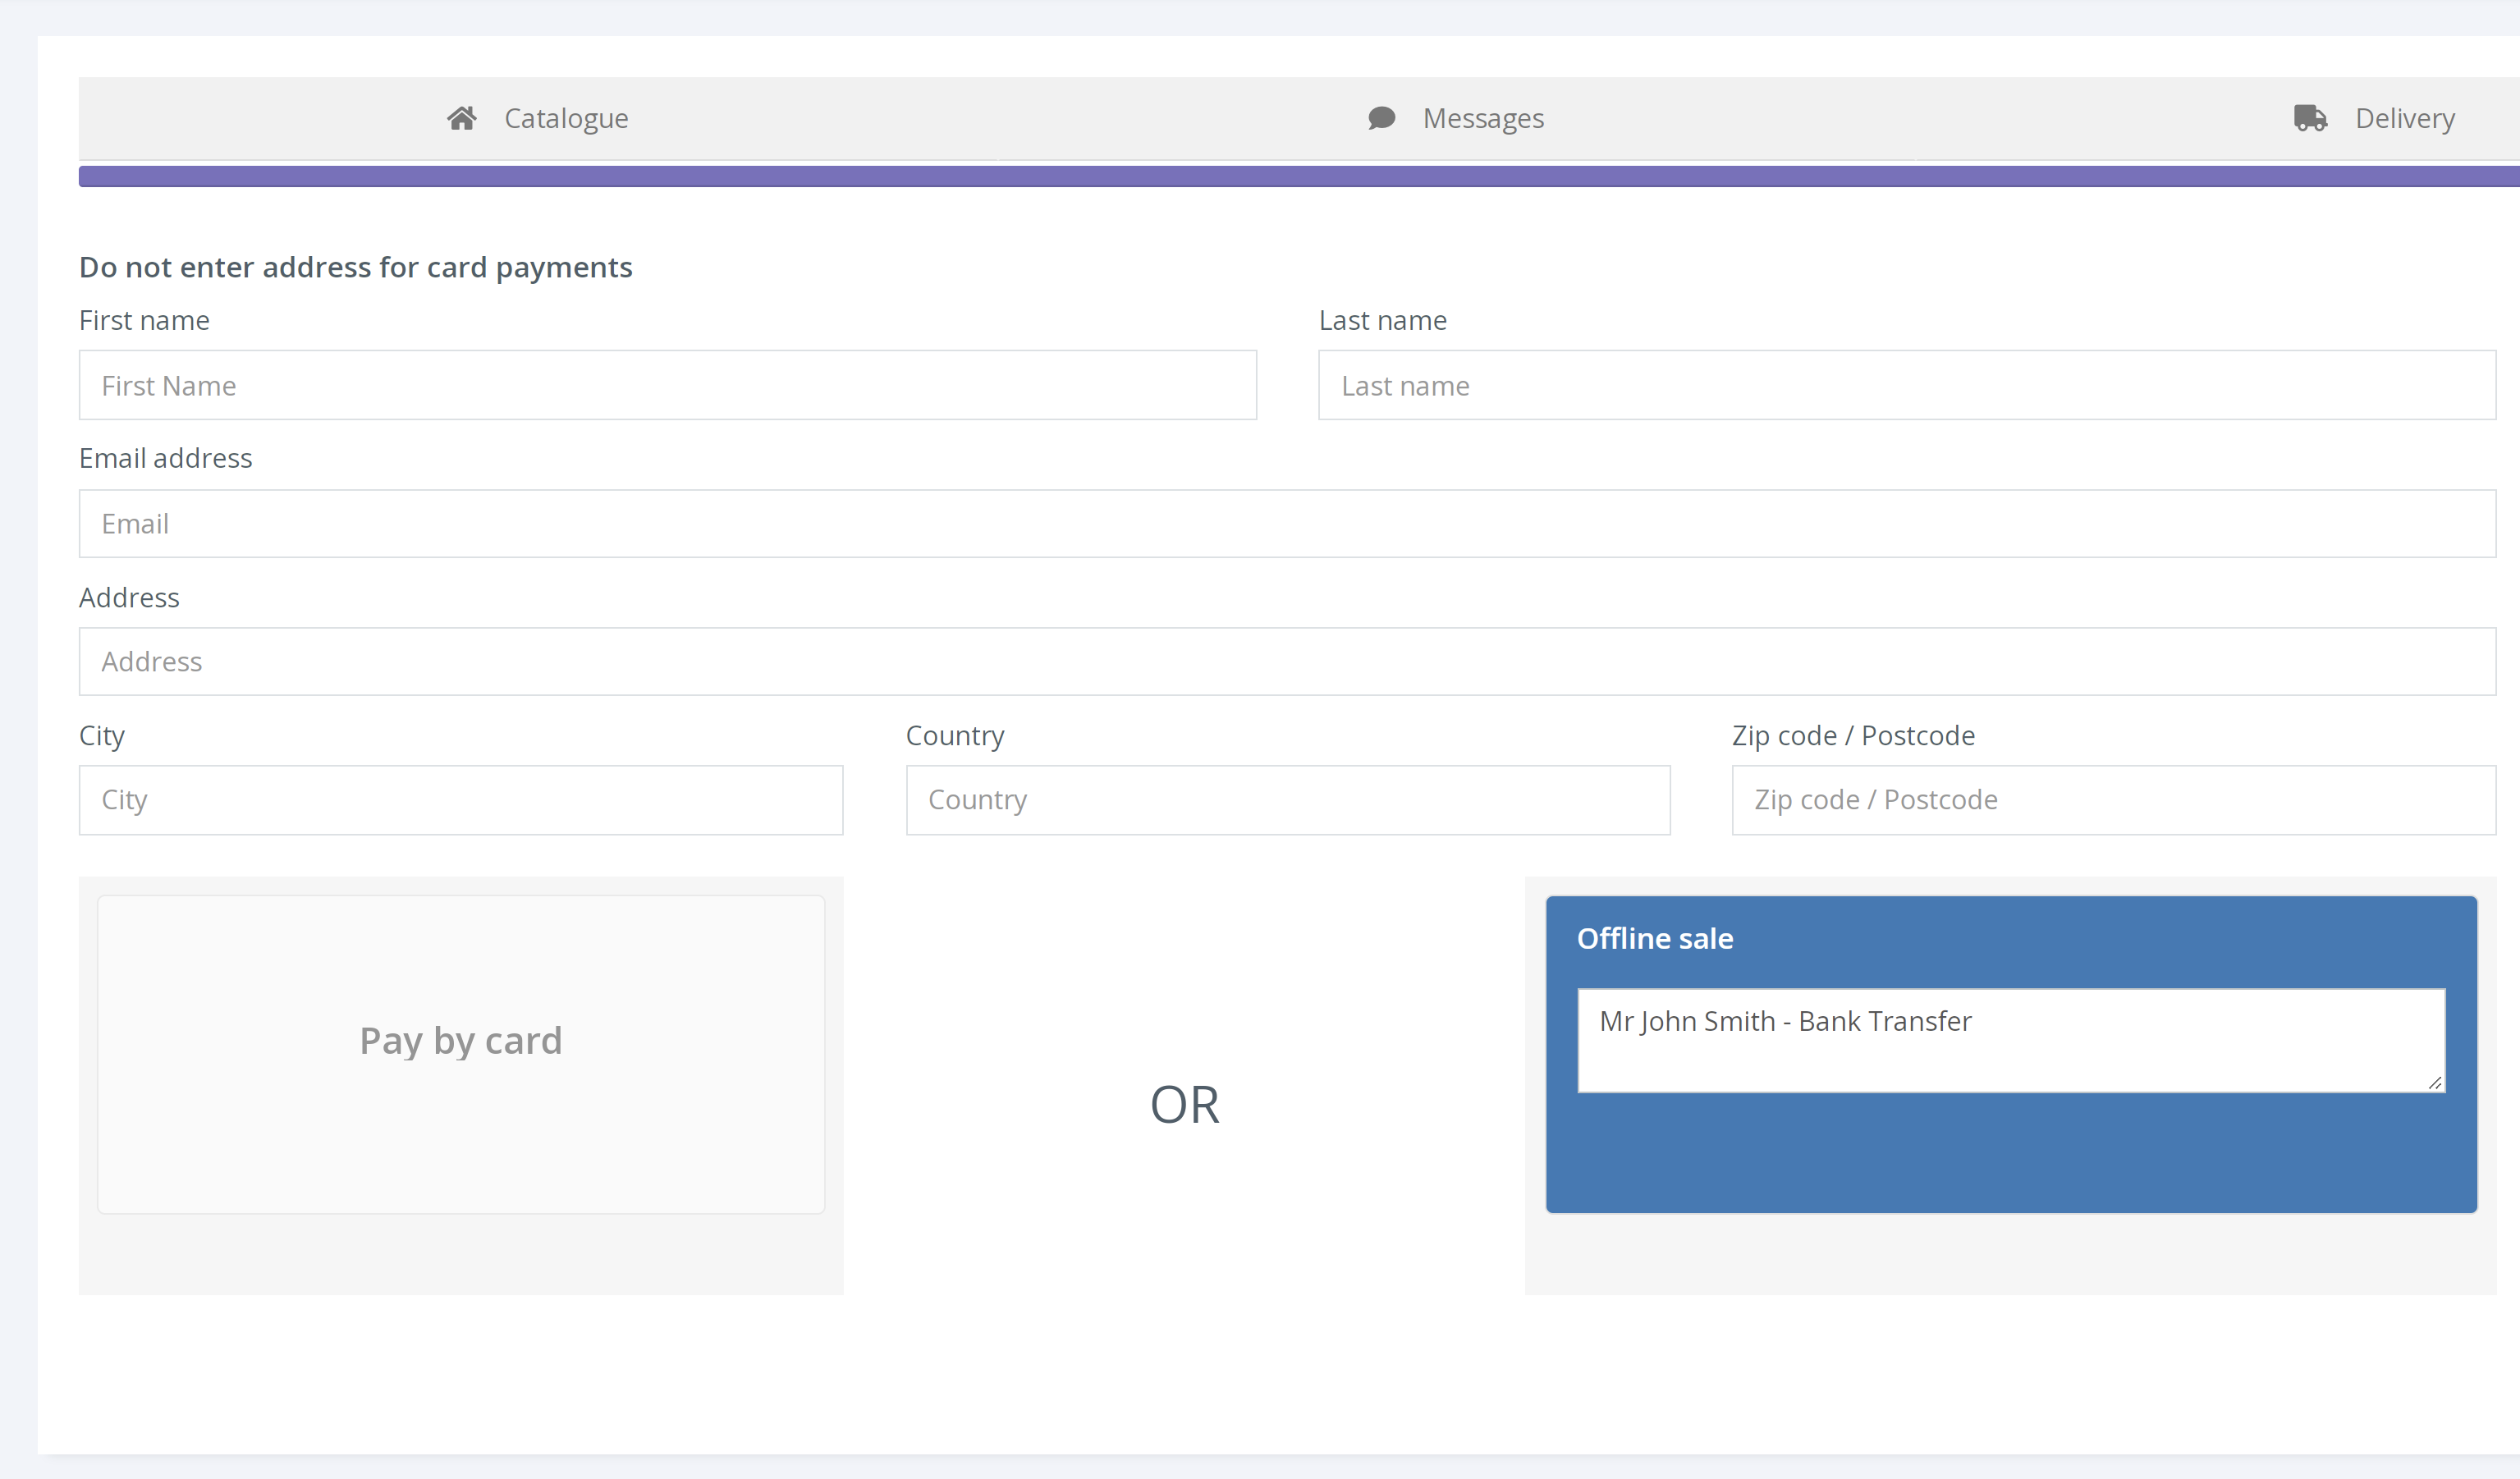 Catalogue Messages Delivery
Do not enter address for card payments
First name Last name
First Name Last name
Email address
Email
Address
Address
City Country Zip code / Postcode
City Country Zip code / Postcode
Offline sale
Mr John Smith - Bank Transfer
Pay by card
OR